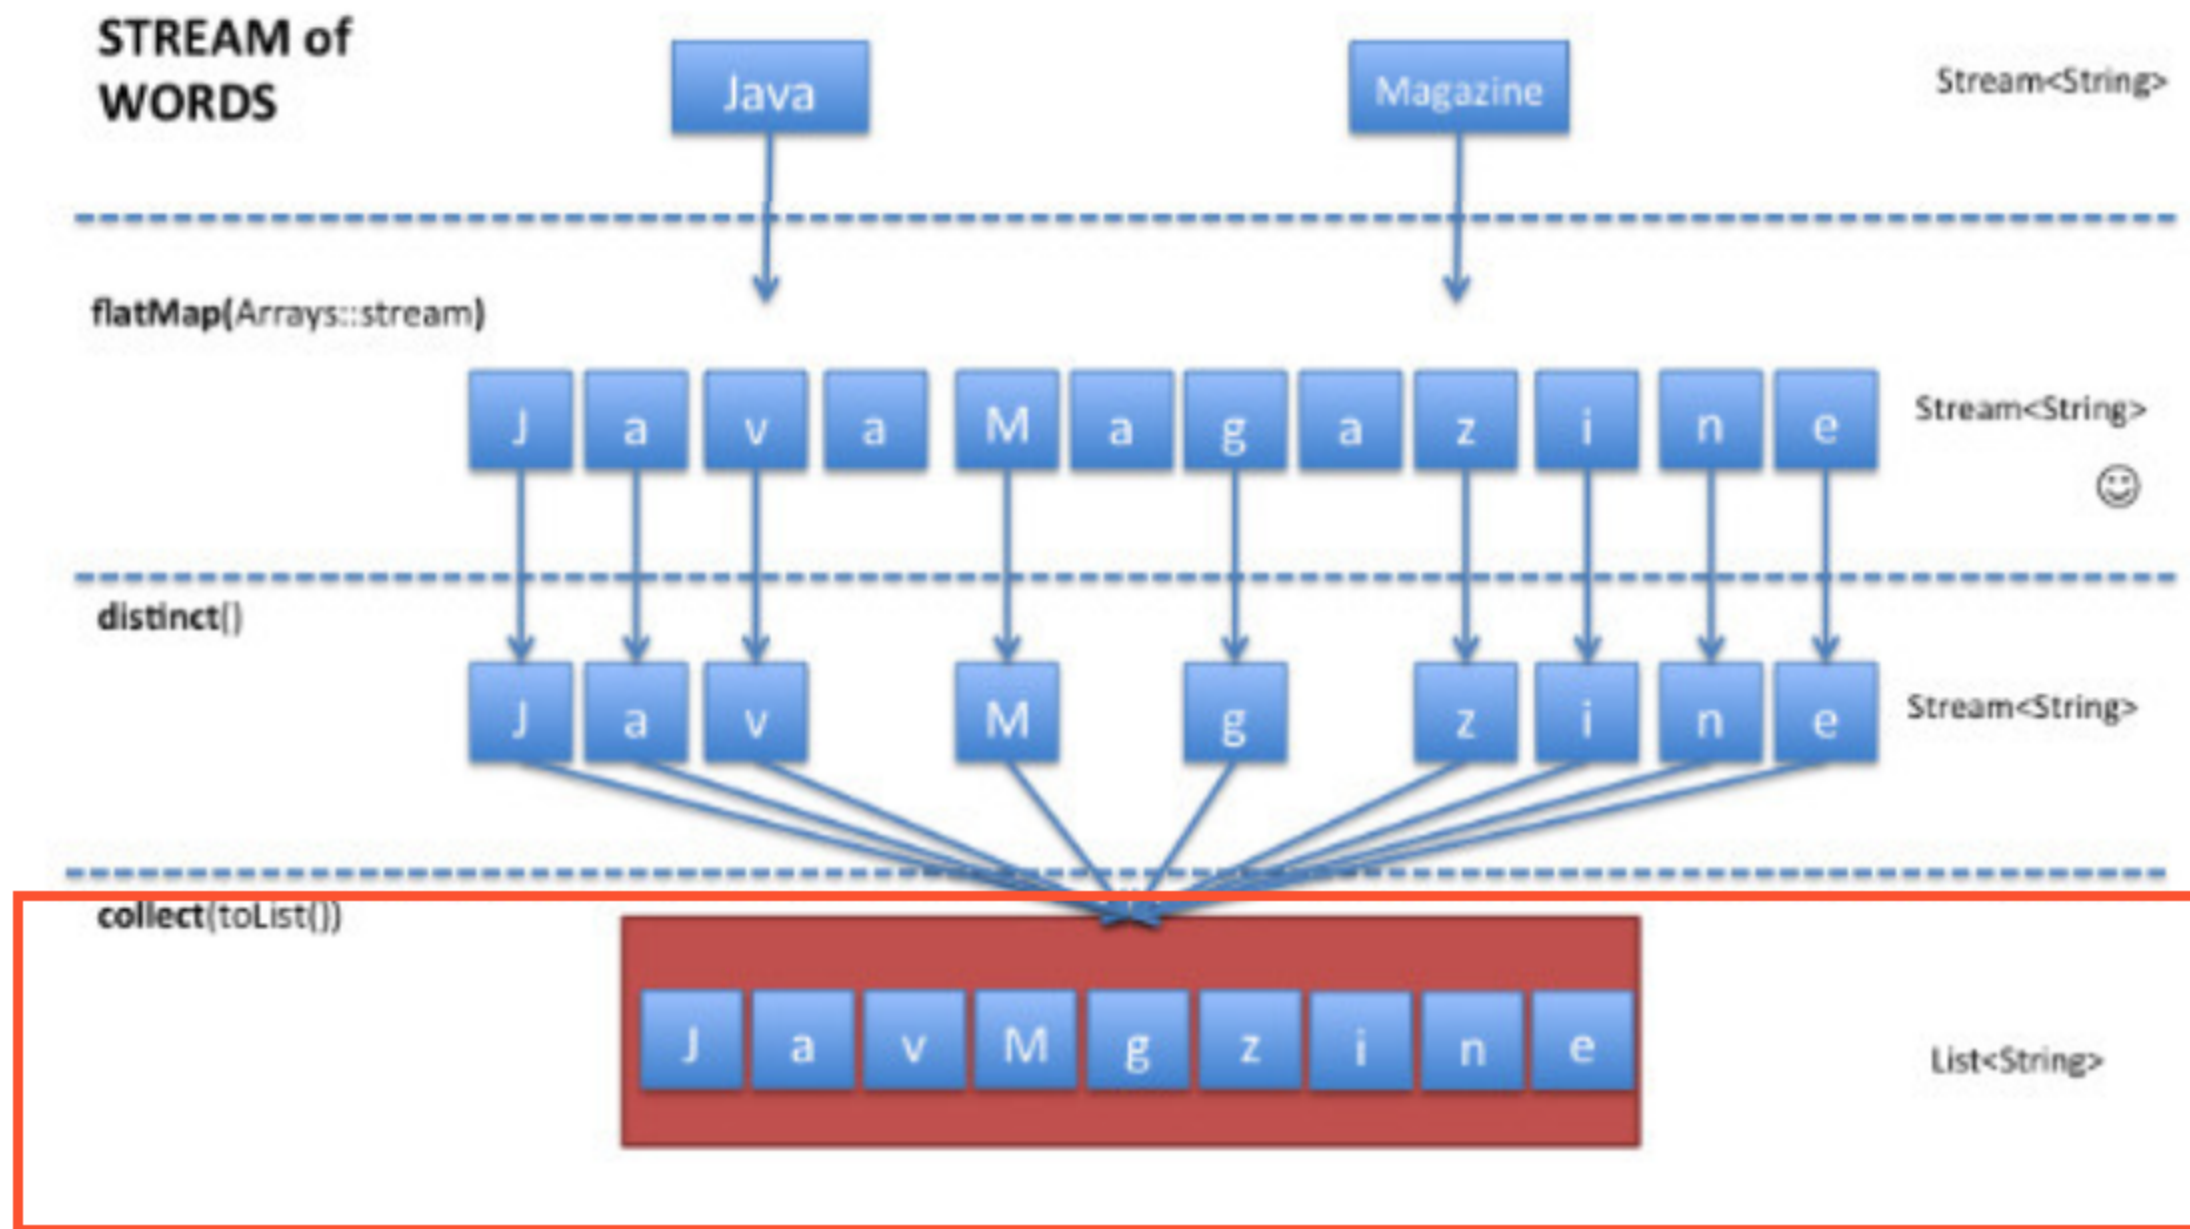 STREAM of
WORDS
Java Magazine Stream<String>
flatMap(Arrays::stream)
J a v a M a g a z i n e Stream<String>
distinct()
J a v M g z i n e Stream<String>
collect(toList())
J a v M g z i n e List<String>